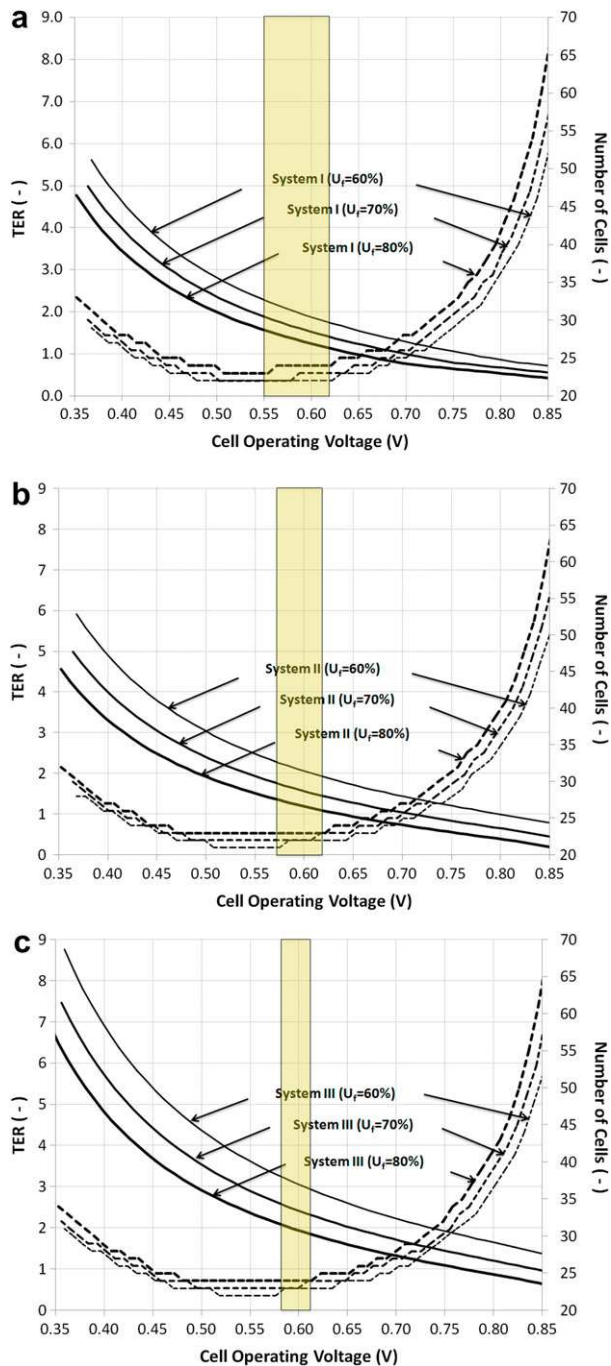 a
9.0
8.0
7.0
6.0
5.0
4.0
3.0
2.0
1.0
0.0
TER ( - )
70
65
60
55
50
45
40
35
30
25
20
Number of Cells ( - )
System I (Uf=60%)
System I (Uf=70%)
System I (Uf=80%)
0.35 0.40 0.45 0.50 0.55 0.60 0.65 0.70 0.75 0.80 0.85
Cell Operating Voltage (V)
b
9
8
7
6
5
4
3
2
1
0
TER ( - )
70
65
60
55
50
45
40
35
30
25
20
Number of Cells ( - )
System II (Uf=60%)
System II (Uf=70%)
System II (Uf=80%)
0.35 0.40 0.45 0.50 0.55 0.60 0.65 0.70 0.75 0.80 0.85
Cell Operating Voltage (V)
c
9
8
7
6
5
4
3
2
1
0
TER ( - )
70
65
60
55
50
45
40
35
30
25
20
Number of Cells ( - )
System III (Uf=60%)
System III (Uf=70%)
System III (Uf=80%)
0.35 0.40 0.45 0.50 0.55 0.60 0.65 0.70 0.75 0.80 0.85
Cell Operating Voltage (V)